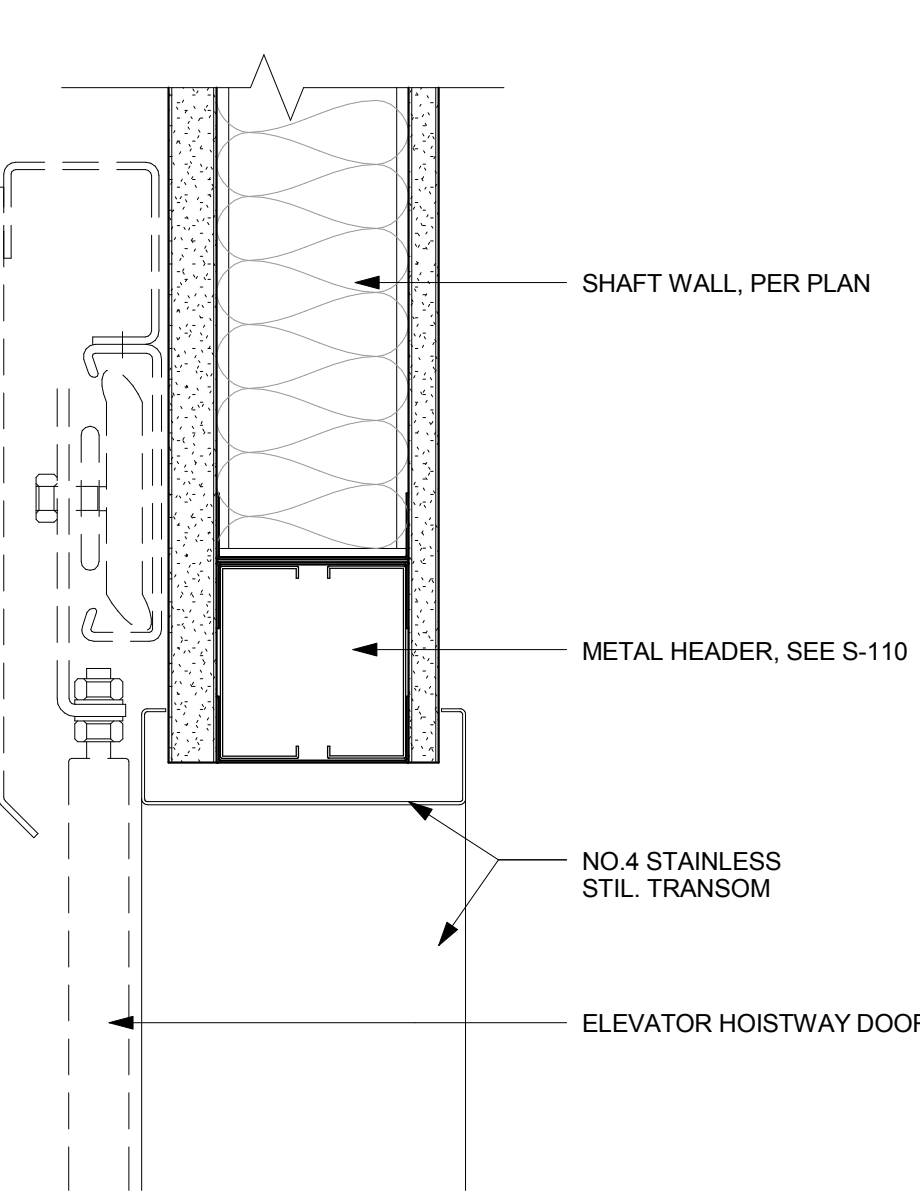 SHAFT WALL, PER PLAN
METAL HEADER, SEE S-110
NO.4 STAINLESS
STIL. TRANSOM
ELEVATOR HOISTWAY DOOR